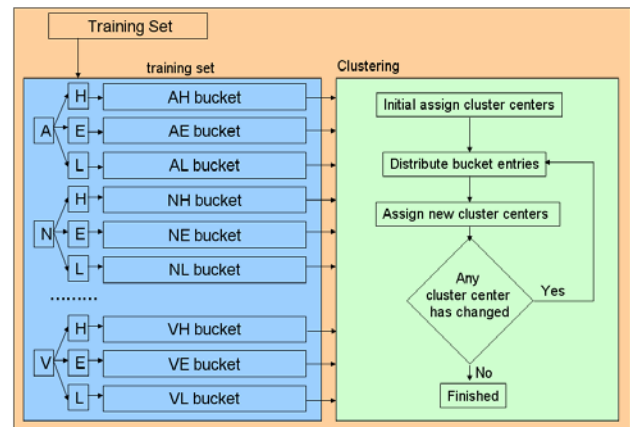 Training Set
training set
Clustering
A
H
AH bucket
E
AE bucket
L
AL bucket
N
H
NH bucket
E
NE bucket
L
NL bucket
.........
V
H
VH bucket
E
VE bucket
L
VL bucket
Initial assign cluster centers
Distribute bucket entries
Assign new cluster centers
Any
cluster center
has changed
Yes
No
Finished